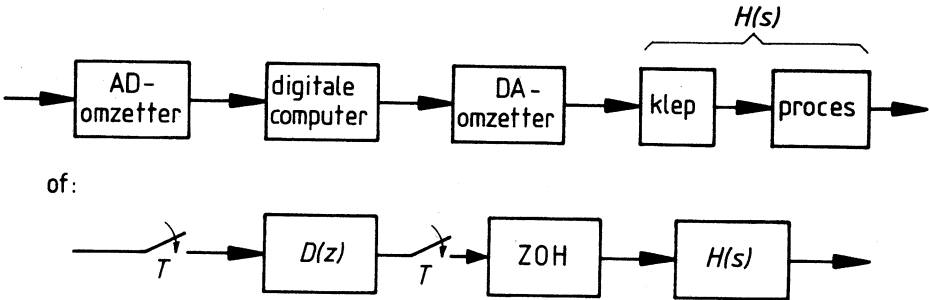 H(s)
AD-
omzetter
digitale
computer
DA-
omzetter
klep
proces
of:
T
D(z)
T
ZOH
H(s)